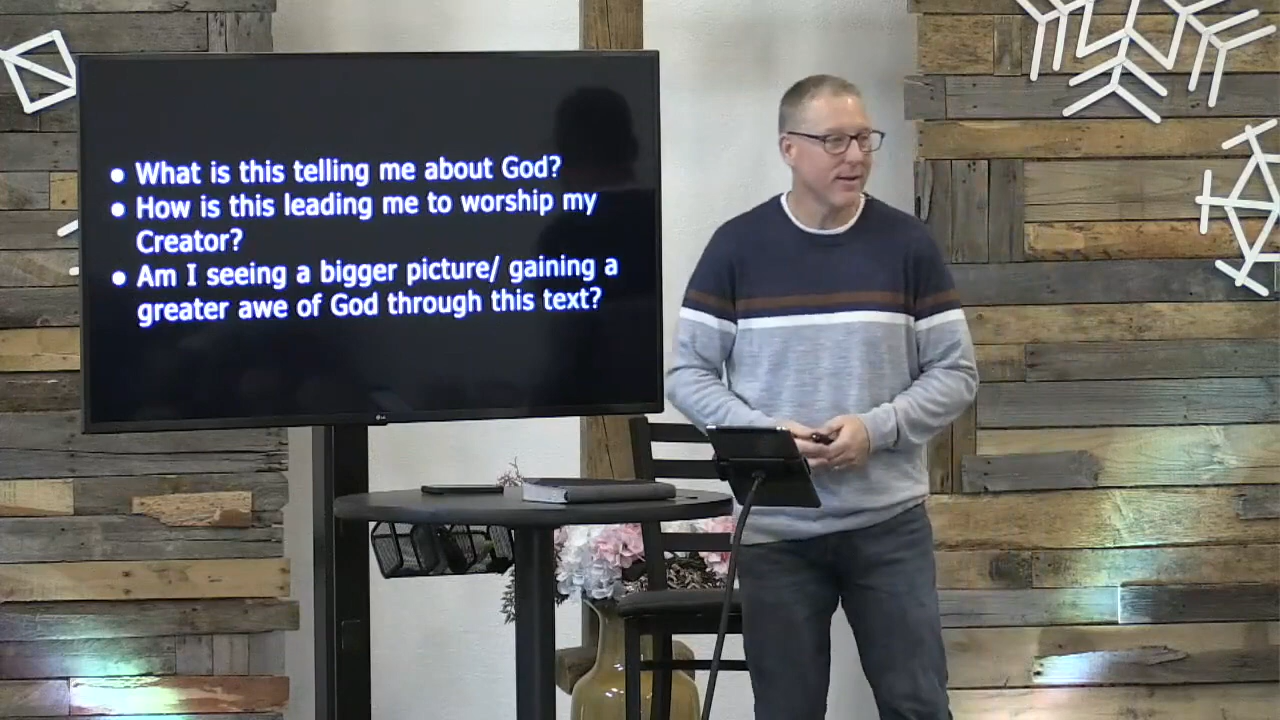 • What is this telling me about God?
• How is this leading me to worship my
Creator?
• Am I seeing a bigger picture/ gaining a
greater awe of God through this text?
LG